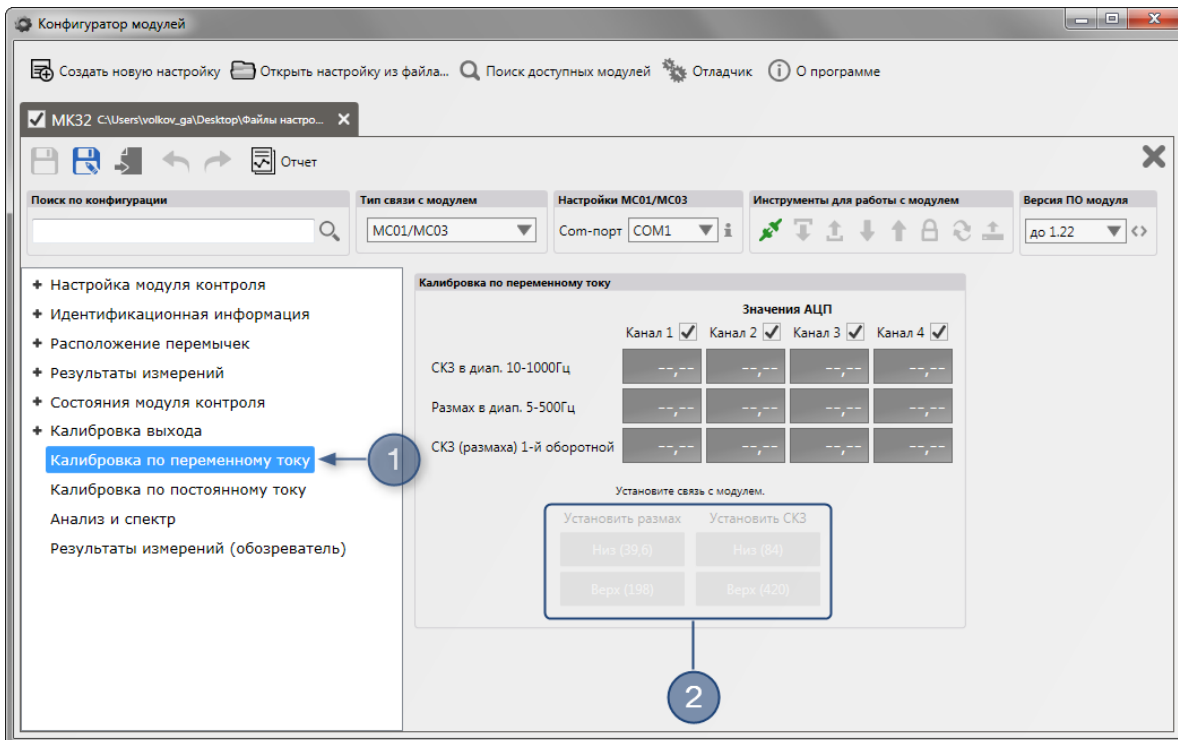 Конфигуратор модулей
Создать новую настройку Открыть настройку из файла... Поиск доступных модулей Отладчик О программе
МК32 C:\Users\volkov_ga\Desktop\Файлы настро...
Отчет
Поиск по конфигурации
Тип связи с модулем
МС01/МС03
Настройки МС01/МС03
Com-порт COM1
Инструменты для работы с модулем
Версия ПО модуля
до 1.22
Настройка модуля контроля
Идентификационная информация
Расположение перемычек
Результаты измерений
Состояния модуля контроля
Калибровка выхода
Калибровка по переменному току
Калибровка по постоянному току
Анализ и спектр
Результаты измерений (обозреватель)
1
Калибровка по переменному току
Значения АЦП
Канал 1 Канал 2 Канал 3 Канал 4
СКЗ в диап. 10-1000Гц --,-- --,-- --,-- --,--
Размах в диап. 5-500Гц --,-- --,-- --,-- --,--
СКЗ (размаха) 1-й оборотной --,-- --,-- --,-- --,--
Установите связь с модулем.
Установить размах Установить СКЗ
Низ (39,6) Низ (84)
Верх (198) Верх (420)
2